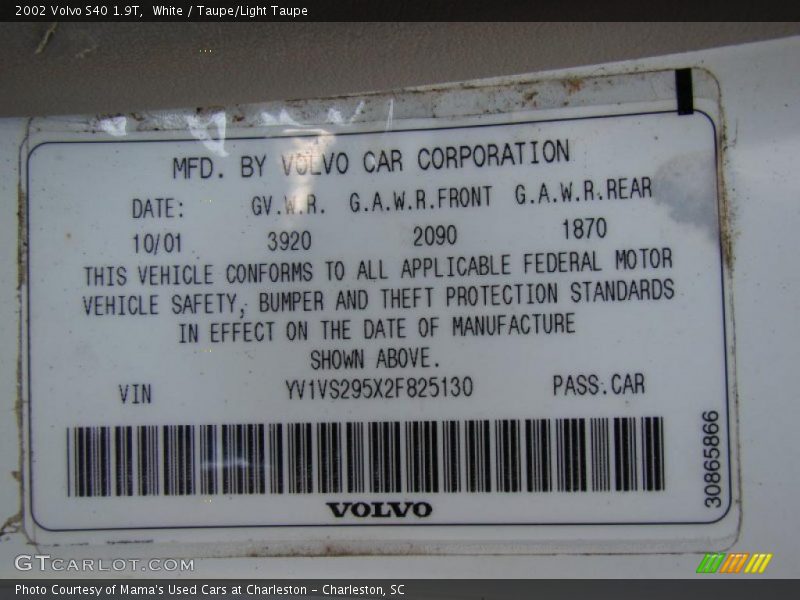 2002 Volvo S40 1.9T,  White / Taupe/Light Taupe
MFD. BY VOLVO CAR CORPORATION
DATE: GV.W.R. G.A.W.R.FRONT G.A.W.R.REAR
10/01 3920 2090 1870
THIS VEHICLE CONFORMS TO ALL APPLICABLE FEDERAL MOTOR
VEHICLE SAFETY, BUMPER AND THEFT PROTECTION STANDARDS
IN EFFECT ON THE DATE OF MANUFACTURE
SHOWN ABOVE.
VIN YV1VS295X2F825130 PASS.CAR
30865866
VOLVO
GTCARLOT.COM
Photo Courtesy of Mama's Used Cars at Charleston - Charleston, SC